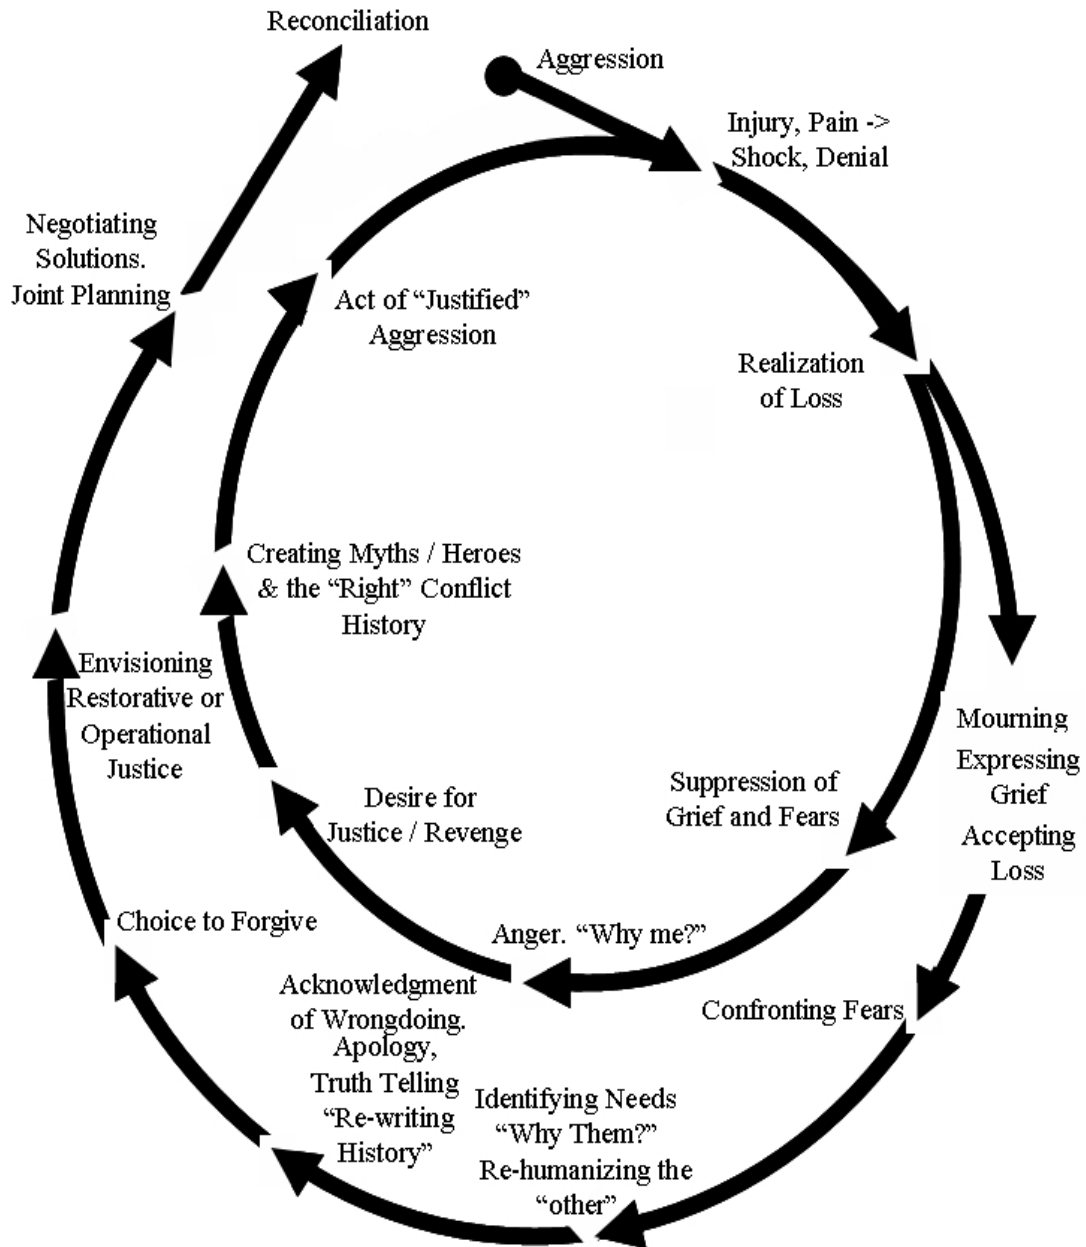 Reconciliation
Aggression
Injury, Pain ->
Shock, Denial
Realization
of Loss
Negotiating
Solutions.
Joint Planning
Act of “Justified”
Aggression
Creating Myths / Heroes
& the “Right” Conflict
History
Envisioning
Restorative or
Operational
Justice
Desire for
Justice / Revenge
Suppression of
Grief and Fears
Mourning
Expressing
Grief
Accepting
Loss
Anger. “Why me?”
Confronting Fears
Choice to Forgive
Acknowledgment
of Wrongdoing.
Apology,
Truth Telling
“Re-writing
History”
Identifying Needs
“Why Them?”
Re-humanizing the
“other”